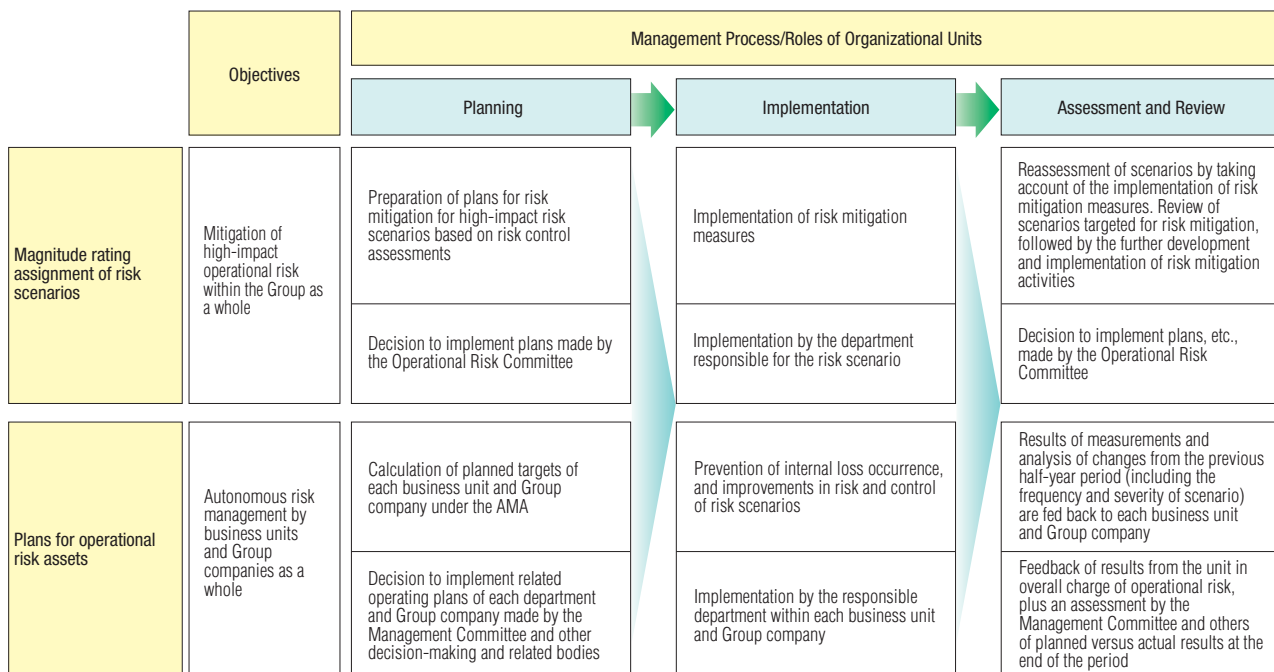 Objectives
Management Process/Roles of Organizational Units
Planning
Implementation
Assessment and Review
Magnitude rating
assignment of risk
scenarios
Mitigation of
high-impact
operational risk
within the Group as
a whole
Preparation of plans for risk
mitigation for high-impact risk
scenarios based on risk control
assessments
Implementation of risk mitigation
measures
Reassessment of scenarios by taking
account of the implementation of risk
mitigation measures. Review of
scenarios targeted for risk mitigation,
followed by the further development
and implementation of risk mitigation
activities
Decision to implement plans made by
the Operational Risk Committee
Implementation by the department
responsible for the risk scenario
Decision to implement plans, etc.,
made by the Operational Risk
Committee
Plans for operational
risk assets
Autonomous risk
management by
business units
and Group
companies as a
whole
Calculation of planned targets of
each business unit and Group
company under the AMA
Prevention of internal loss occurrence,
and improvements in risk and control
of risk scenarios
Results of measurements and
analysis of changes from the previous
half-year period (including the
frequency and severity of scenario)
are fed back to each business unit
and Group company
Decision to implement related
operating plans of each department
and Group company made by the
Management Committee and other
decision-making and related bodies
Implementation by the responsible
department within each business unit
and Group company
Feedback of results from the unit in
overall charge of operational risk,
plus an assessment by the
Management Committee and others
of planned versus actual results at the
end of the period